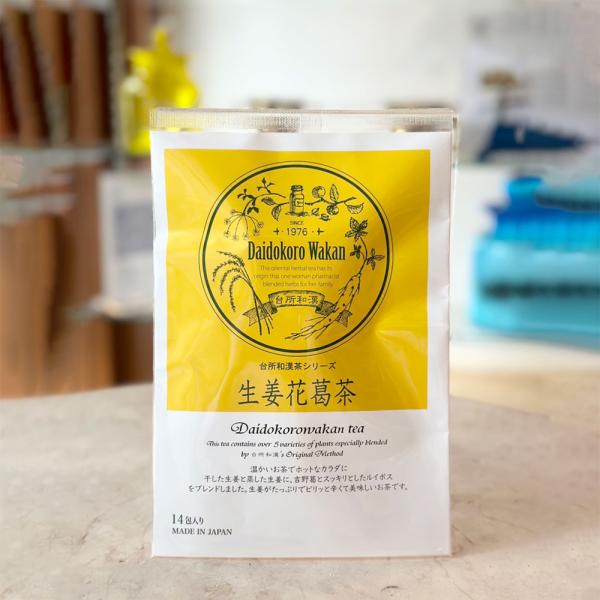 SINCE
1976
Daidokoro Wakan
This oriental herbal tea has its
origin that one woman pharmacist
blended herbs for her family.
台所和漢
台所和漢茶シリーズ
生姜花葛茶
Daidokorowakan tea
This tea contains over 5 varieties of plants especially blended
by 台所和漢's Original Method
温かいお茶でホットなカラダに
干した生姜と蒸した生姜に、吉野葛とスッキリとしたルイボス
をブレンドしました。生姜がたっぷりでピリッと辛くて美味しいお茶です。
14包入り
MADE IN JAPAN